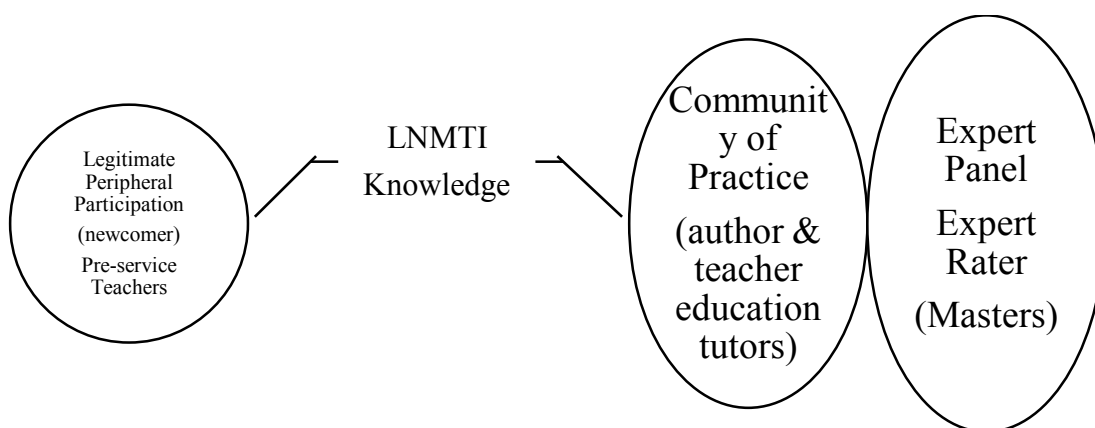 Legitimate
Peripheral
Participation
(newcomer)
Pre-service
Teachers
LNMTI
Knowledge
Communit
y of
Practice
(author &
teacher
education
tutors)
Expert
Panel
Expert
Rater
(Masters)